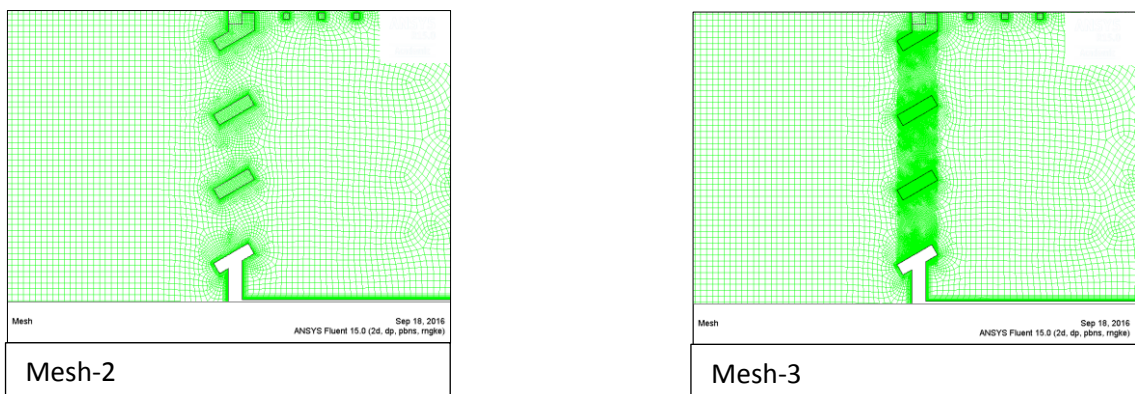 Mesh
Sep 18, 2016
ANSYS Fluent 15.0 (2d, dp, pbns, rngke)
Mesh-2
Mesh
Sep 18, 2016
ANSYS Fluent 15.0 (2d, dp, pbns, rngke)
Mesh-3